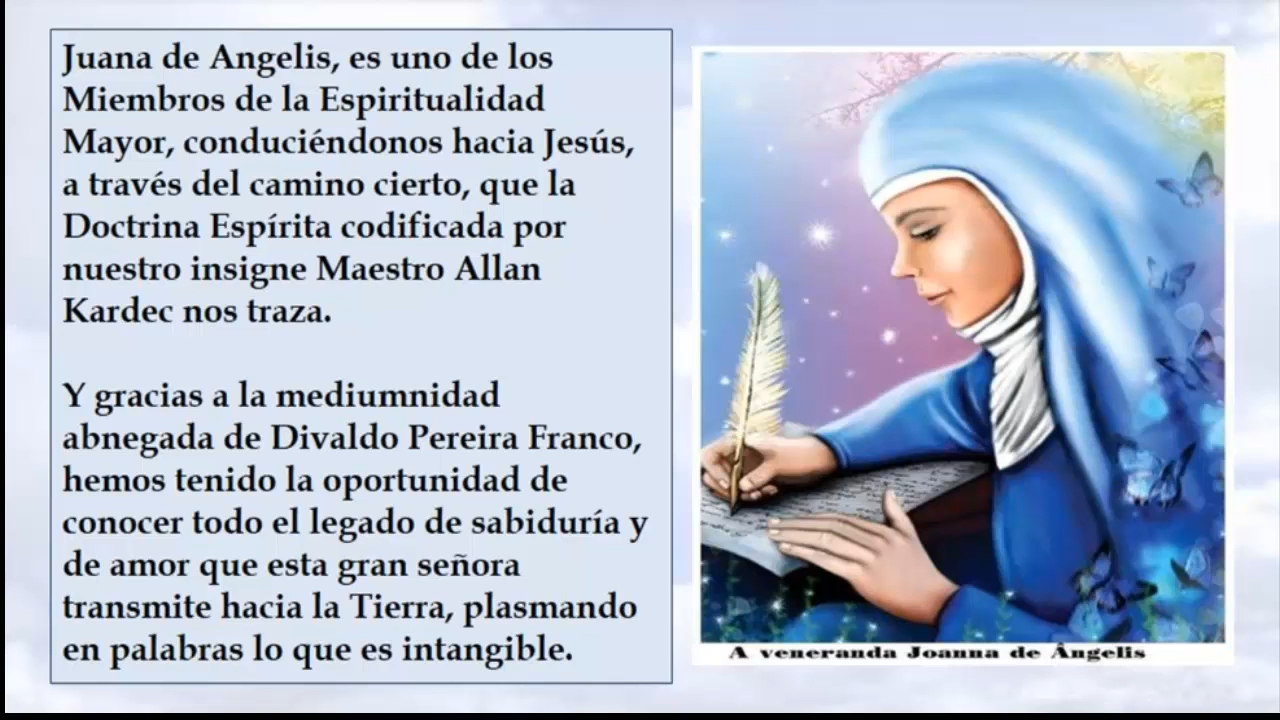 Juana de Angelis, es uno de los
Miembros de la Espiritualidad
Mayor, conduciéndonos hacia Jesús,
a través del camino cierto, que la
Doctrina Espírita codificada por
nuestro insigne Maestro Allan
Kardec nos traza.
Y gracias a la mediumnidad
abnegada de Divaldo Pereira Franco,
hemos tenido la oportunidad de
conocer todo el legado de sabiduría y
de amor que esta gran señora
transmite hacia la Tierra, plasmando
en palabras lo que es intangible.
A veneranda Joanna de Ângelis